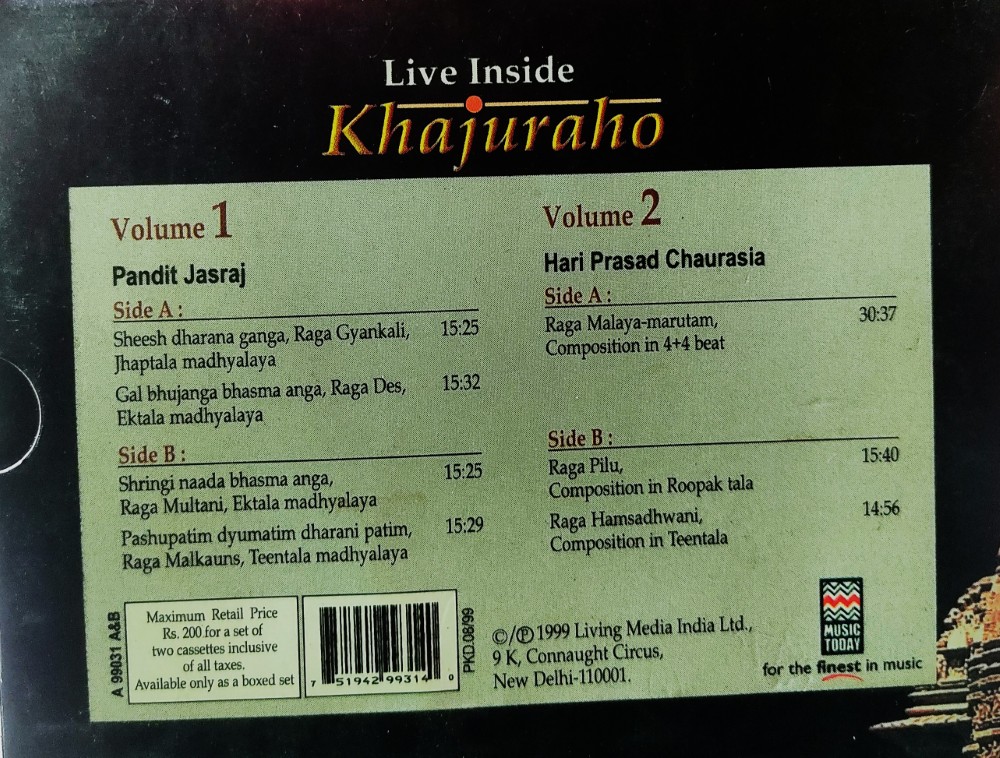 Live Inside
Khajuraho
Volume 1
Pandit Jasraj
Side A :
Sheesh dharana ganga, Raga Gyankali, 15:25
Jhaptala madhyalaya
Gal bhujanga bhasma anga, Raga Des, 15:32
Ektala madhyalaya
Side B :
Shringi naada bhasma anga, 15:25
Raga Multani, Ektala madhyalaya
Pashupatim dyumatim dharani patim, 15:29
Raga Malkauns, Teentala madhyalaya
Volume 2
Hari Prasad Chaurasia
Side A :
Raga Malaya-marutam, 30:37
Composition in 4+4 beat
Side B :
Raga Pilu, 15:40
Composition in Roopak tala
Raga Hamsadhwani, 14:56
Composition in Teentala
A 99031 A&B
Maximum Retail Price
Rs. 200 for a set of
two cassettes inclusive
of all taxes.
Available only as a boxed set
7 51942 99314 0
PKD.08/99
©/℗ 1999 Living Media India Ltd.,
9 K, Connaught Circus,
New Delhi-110001.
MUSIC
TODAY
for the finest in music